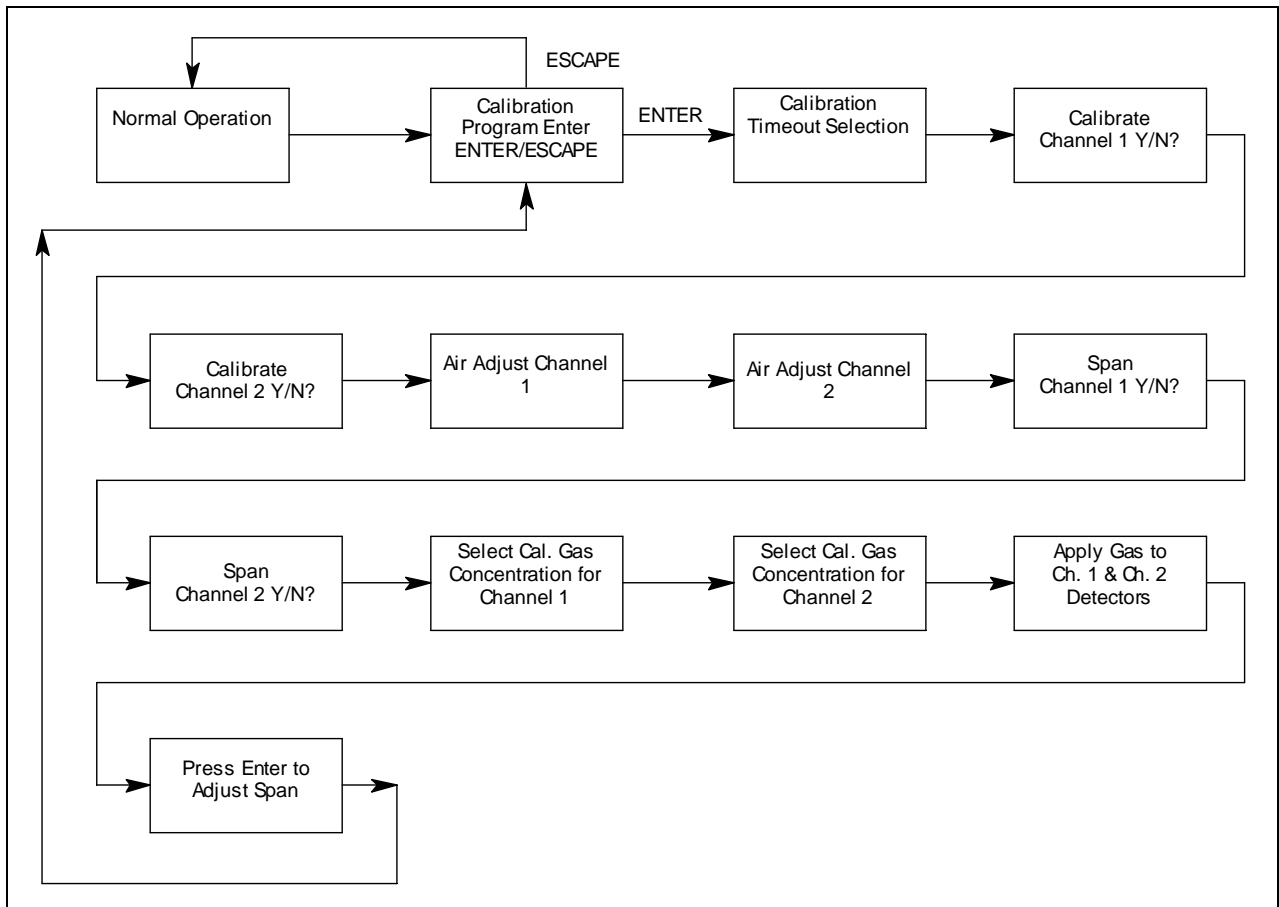 ESCAPE
Normal Operation
Calibration
Program Enter
ENTER/ESCAPE
ENTER
Calibration
Timeout Selection
Calibrate
Channel 1 Y/N?
Calibrate
Channel 2 Y/N?
Air Adjust Channel
1
Air Adjust Channel
2
Span
Channel 1 Y/N?
Span
Channel 2 Y/N?
Select Cal. Gas
Concentration for
Channel 1
Select Cal. Gas
Concentration for
Channel 2
Apply Gas to
Ch. 1 & Ch. 2
Detectors
Press Enter to
Adjust Span